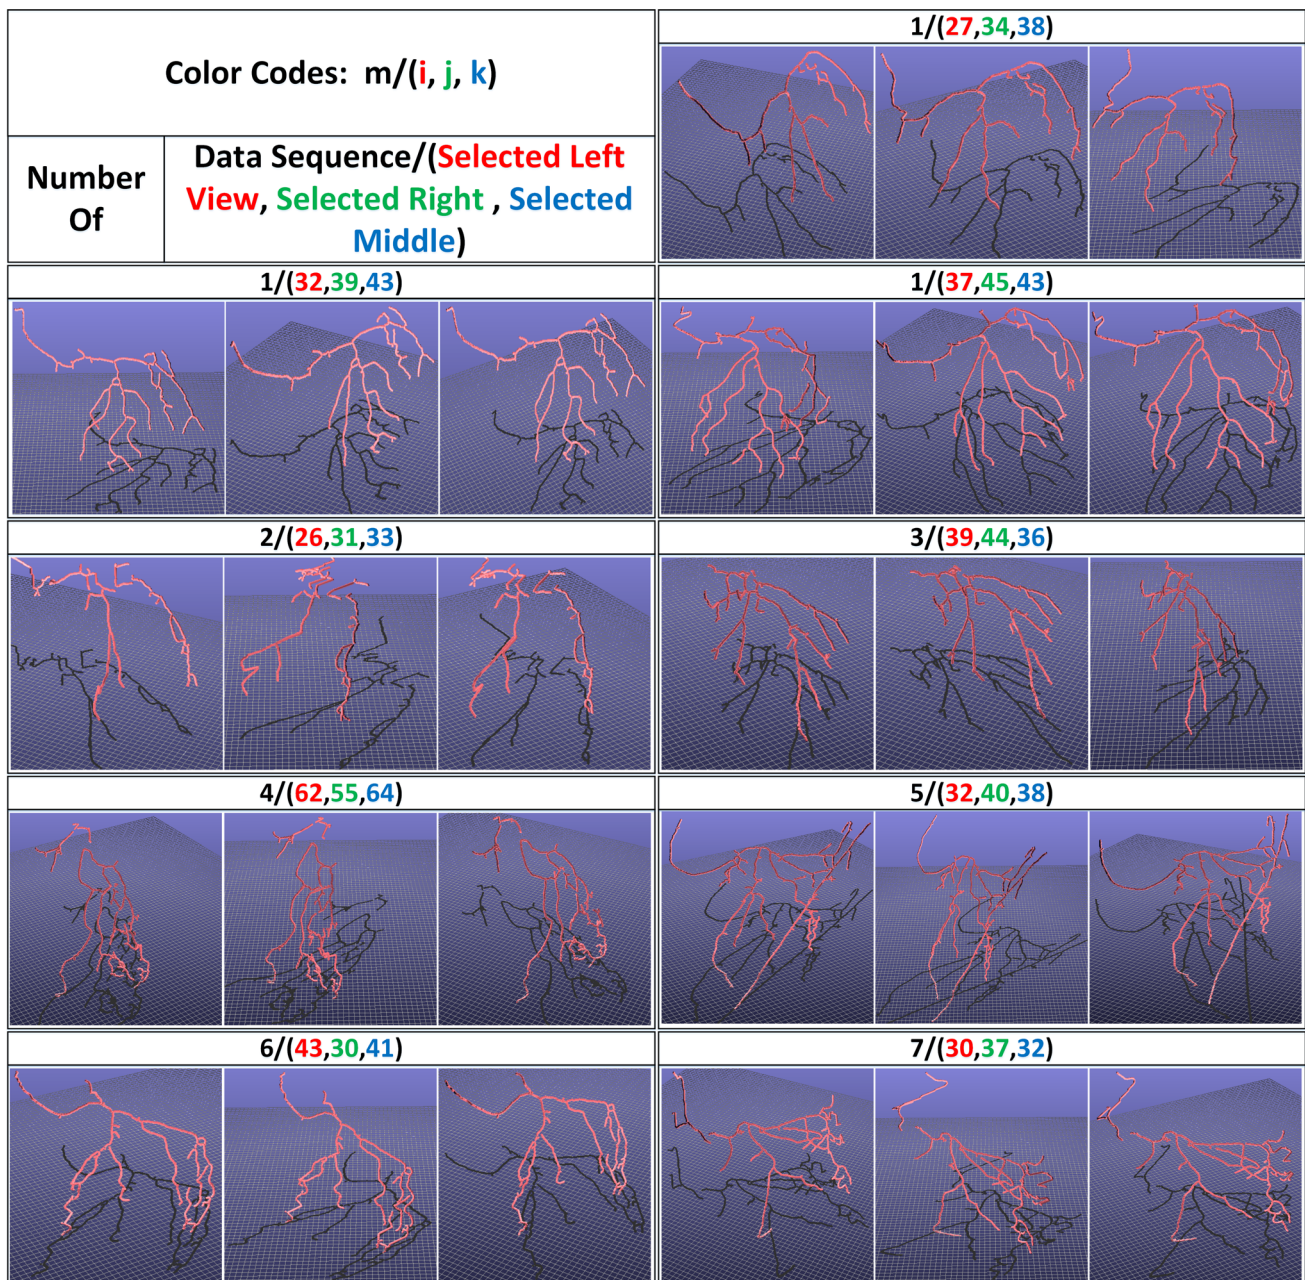 Color Codes: m/(i, j, k)
Number
Of
Data Sequence/(Selected Left
View, Selected Right , Selected
Middle)
1/(27,34,38)
1/(32,39,43)
1/(37,45,43)
2/(26,31,33)
3/(39,44,36)
4/(62,55,64)
5/(32,40,38)
6/(43,30,41)
7/(30,37,32)